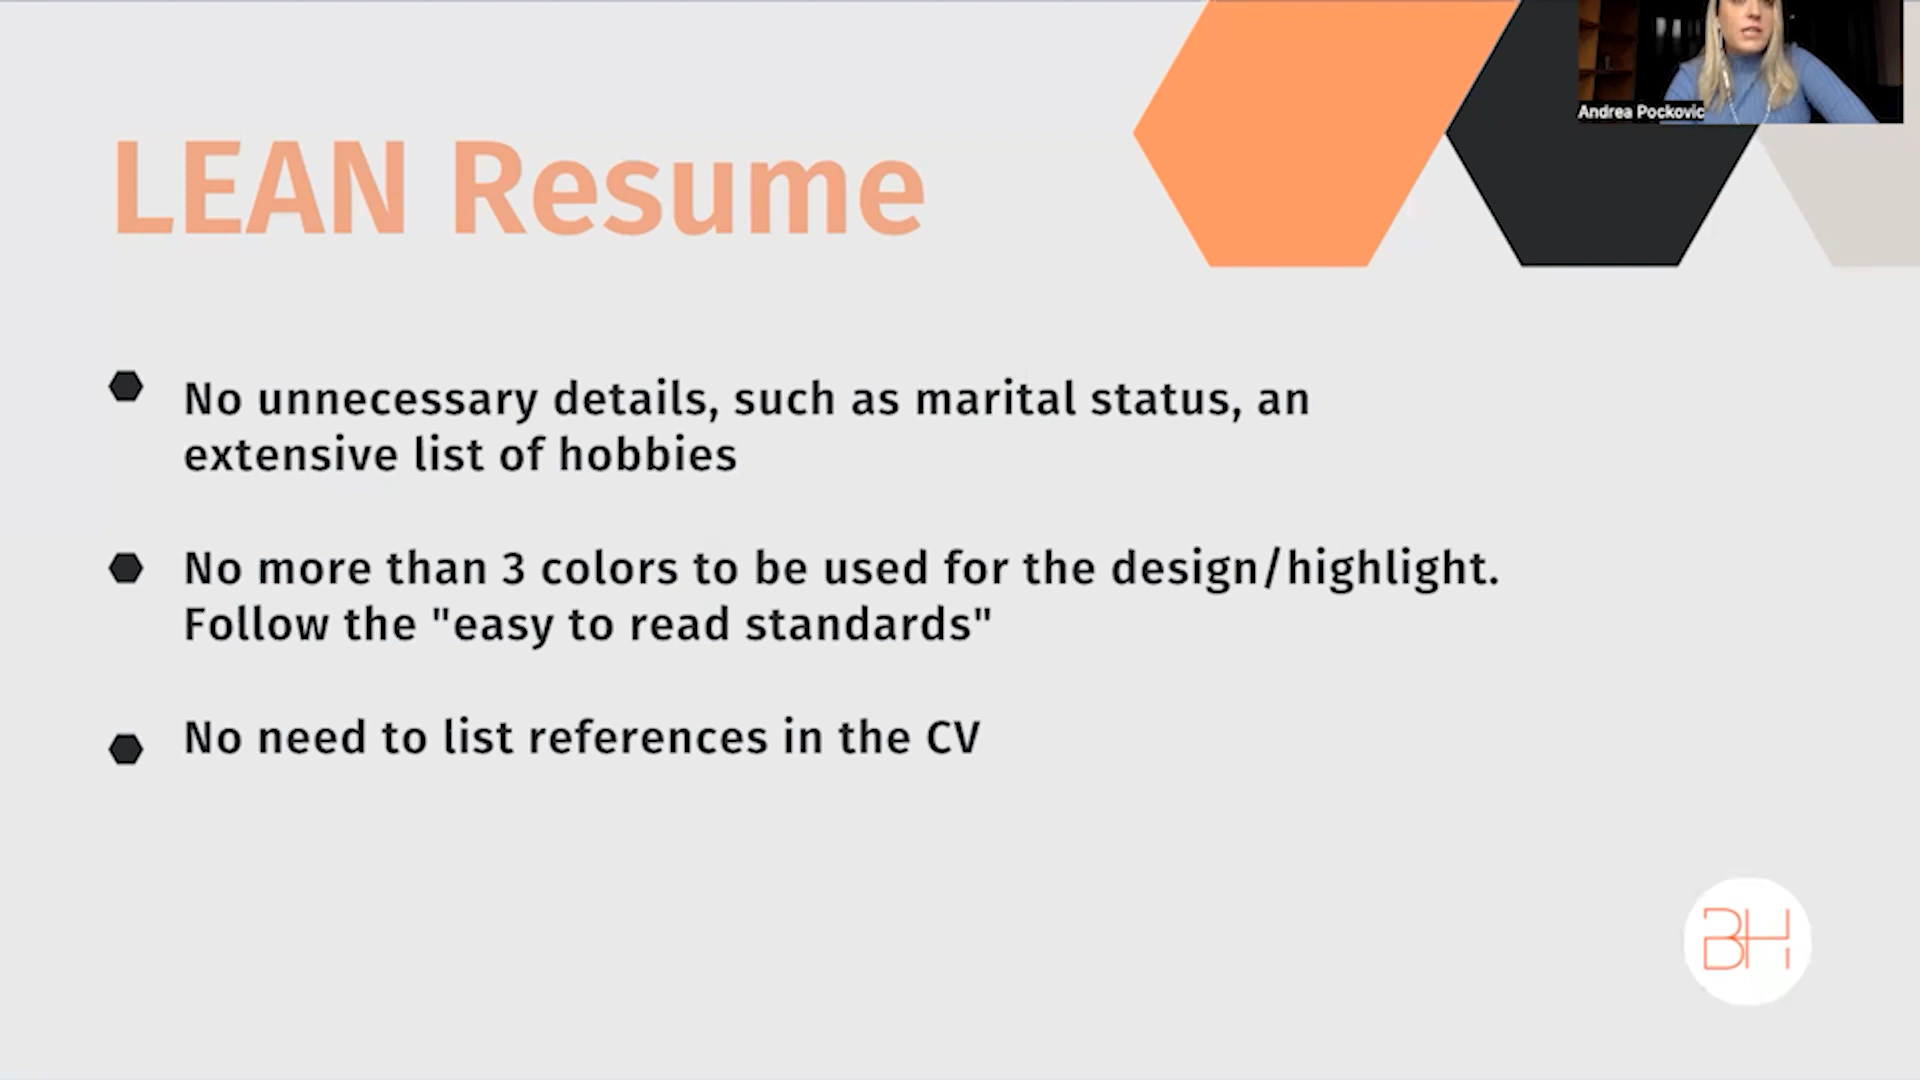 Andrea Pockovic
LEAN Resume
No unnecessary details, such as marital status, an
extensive list of hobbies
No more than 3 colors to be used for the design/highlight.
Follow the "easy to read standards"
No need to list references in the CV
BH